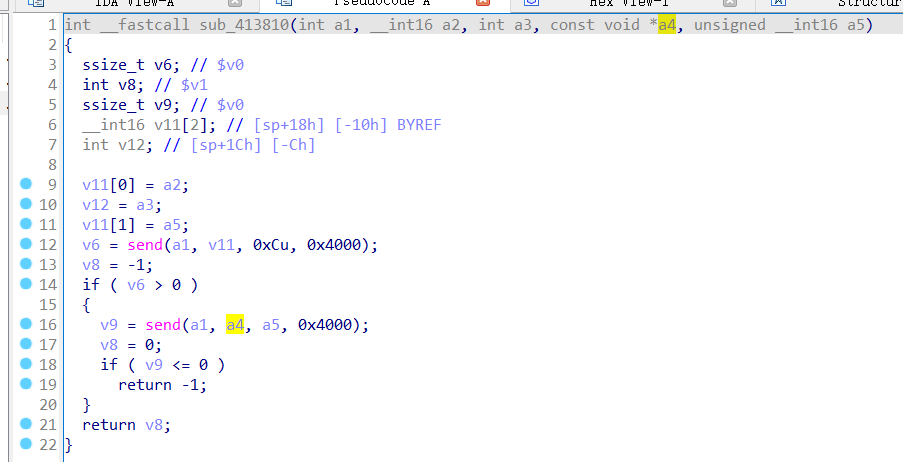 IDA View-A Pseudocode A Hex View-1 Structur
1 int __fastcall sub_413810(int a1, __int16 a2, int a3, const void *a4, unsigned __int16 a5)
2 {
3 ssize_t v6; // $v0
4 int v8; // $v1
5 ssize_t v9; // $v0
6 __int16 v11[2]; // [sp+18h] [-10h] BYREF
7 int v12; // [sp+1Ch] [-Ch]
8
9 v11[0] = a2;
10 v12 = a3;
11 v11[1] = a5;
12 v6 = send(a1, v11, 0xCu, 0x4000);
13 v8 = -1;
14 if ( v6 > 0 )
15 {
16 v9 = send(a1, a4, a5, 0x4000);
17 v8 = 0;
18 if ( v9 <= 0 )
19 return -1;
20 }
21 return v8;
22 }